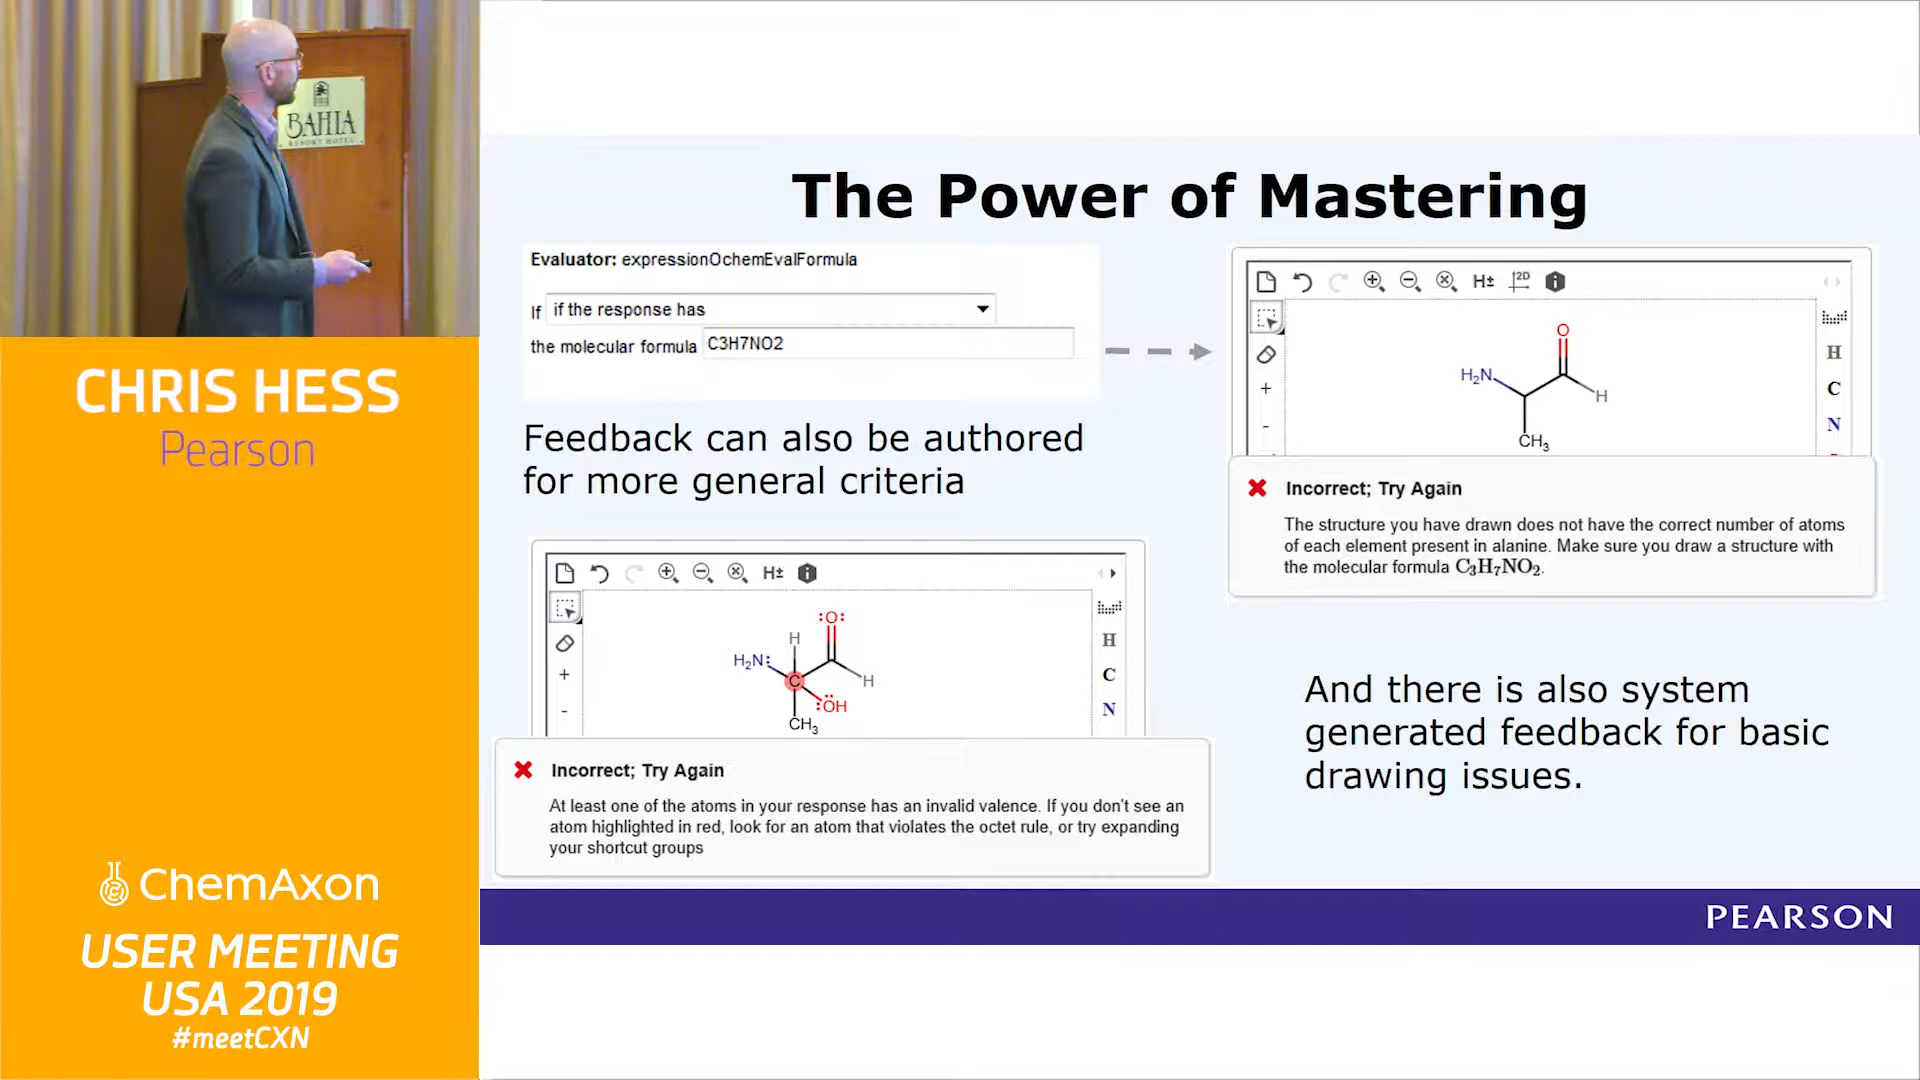 BAHIA
RESORT HOTEL
CHRIS HESS
Pearson
ChemAxon
USER MEETING
USA 2019
#meetCXN
The Power of Mastering
Evaluator: expressionOchemEvalFormula
If if the response has
the molecular formula C3H7NO2
Feedback can also be authored
for more general criteria
H± 2D
O
H₂N
H
CH₃
H
C
N
Incorrect; Try Again
The structure you have drawn does not have the correct number of atoms
of each element present in alanine. Make sure you draw a structure with
the molecular formula C₃H₇NO₂.
H±
:O:
H
H₂N:
C
H
:ÖH
CH₃
H
C
N
Incorrect; Try Again
At least one of the atoms in your response has an invalid valence. If you don't see an
atom highlighted in red, look for an atom that violates the octet rule, or try expanding
your shortcut groups
And there is also system
generated feedback for basic
drawing issues.
PEARSON